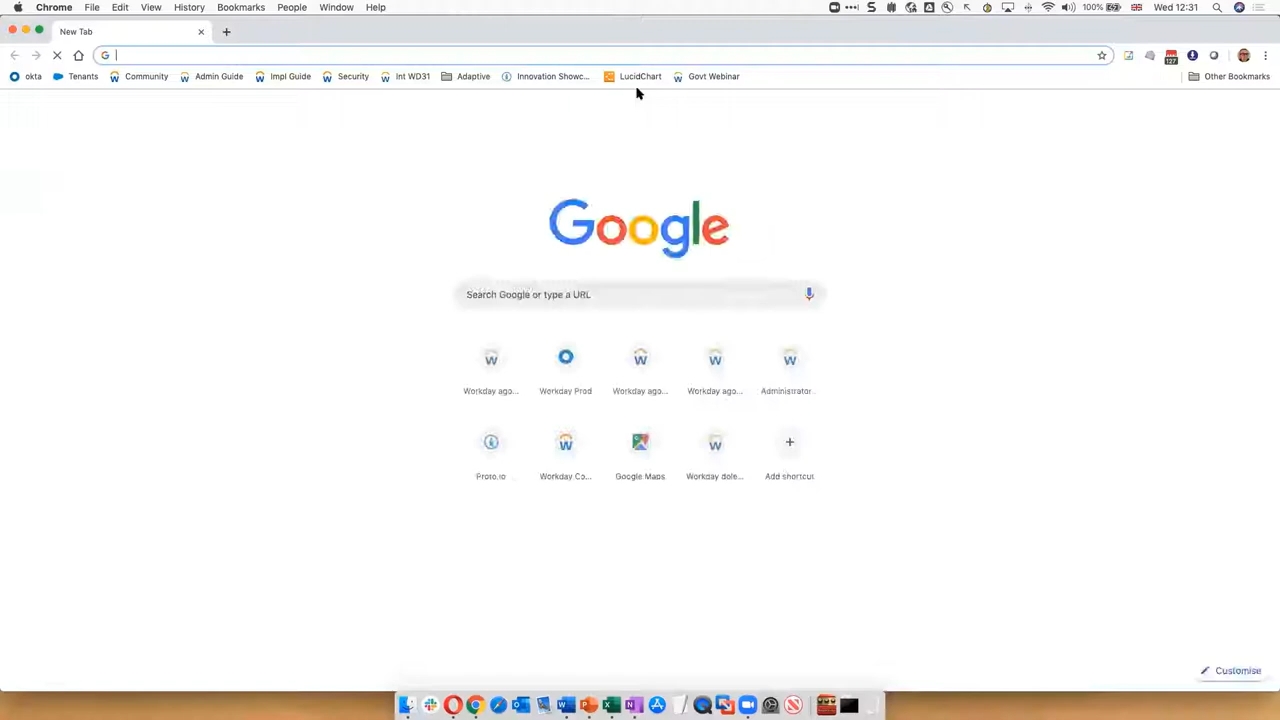 Chrome File Edit View History Bookmarks People Window Help 100% Wed 12:31
New Tab
okta Tenants Community Admin Guide Impl Guide Security Int WD31 Adaptive Innovation Showc... LucidChart Govt Webinar Other Bookmarks
127
Google
Search Google or type a URL
Workday ago... Workday Prod Workday ago... Workday ago... Administrator...
Proto.io Workday Co... Google Maps Workday dole... Add shortcut
Customise